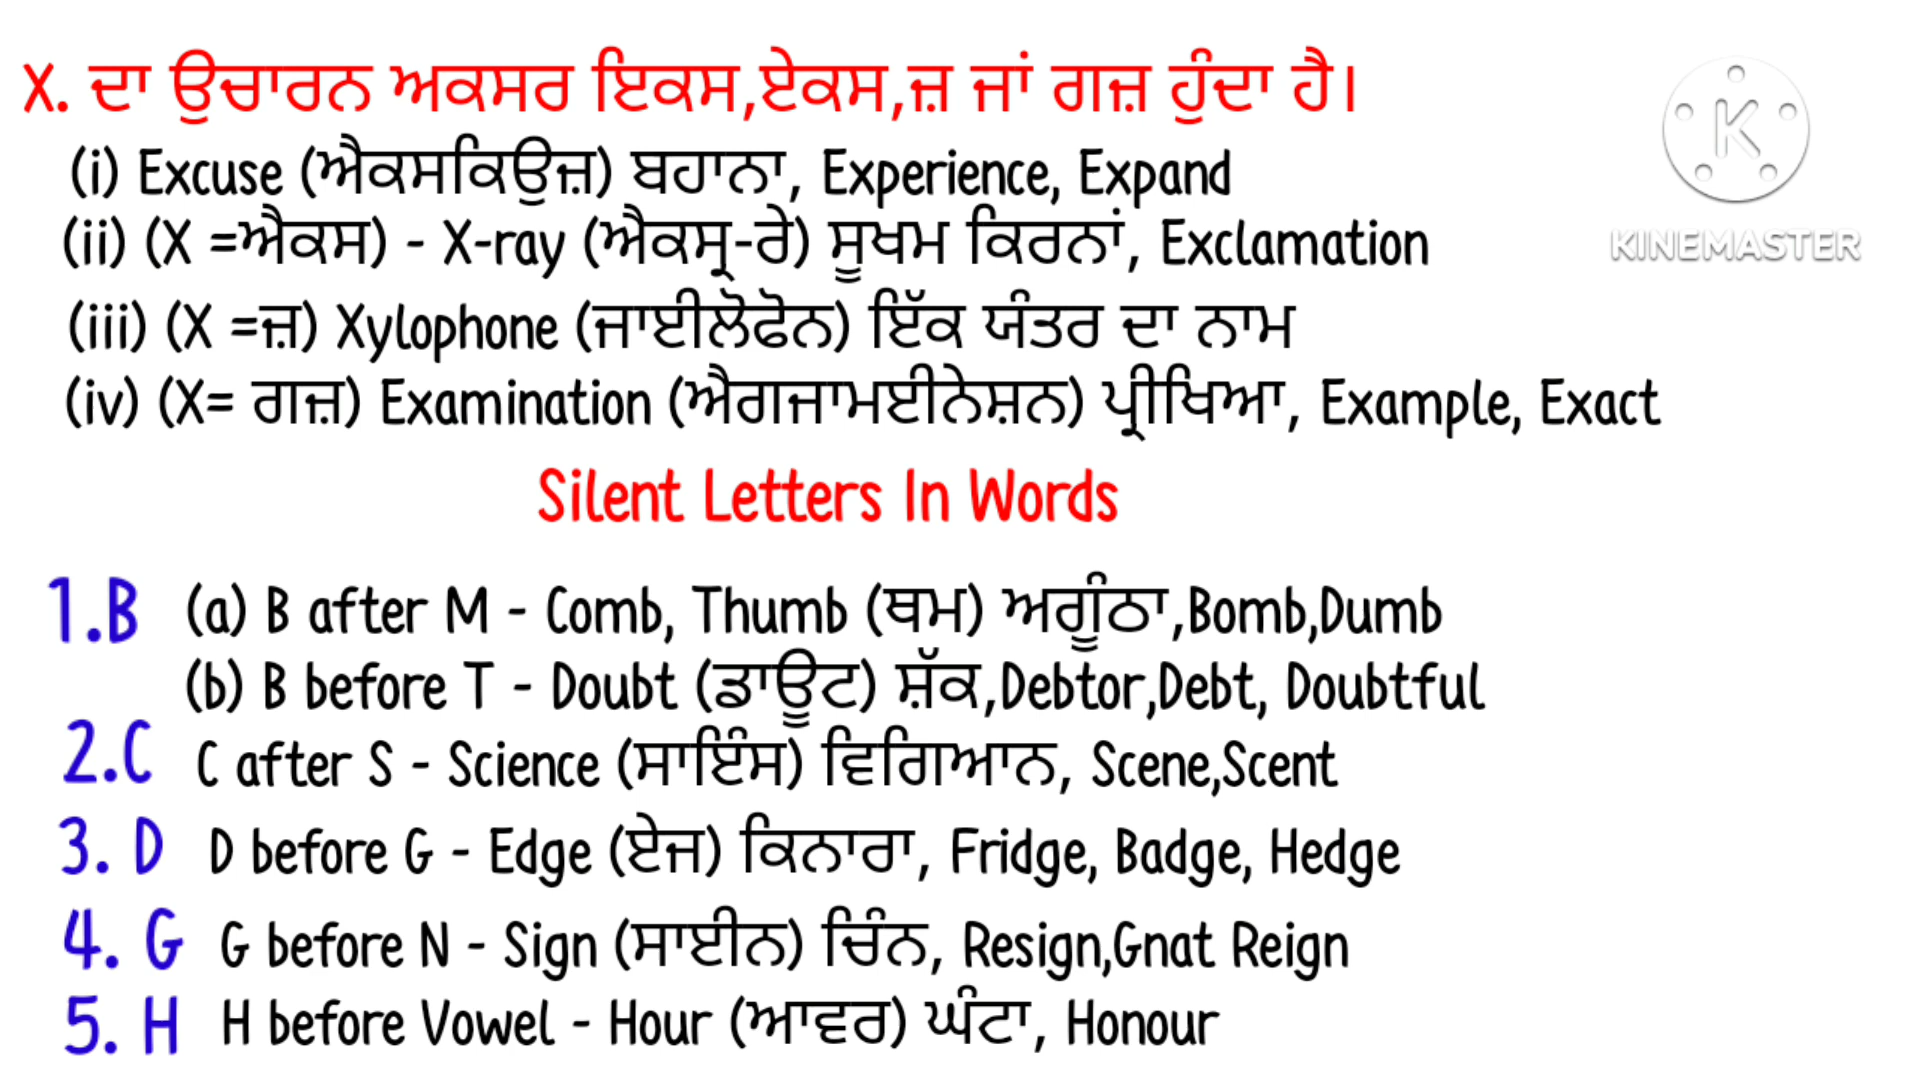 X. ਦਾ ਉਚਾਰਨ ਅਕਸਰ ਇਕਸ,ਏਕਸ,ਜ਼ ਜਾਂ ਗਜ਼ ਹੁੰਦਾ ਹੈ।
(i) Excuse (ਐਕਸਕਿਉਜ਼) ਬਹਾਨਾ, Experience, Expand
(ii) (X =ਐਕਸ) - X-ray (ਐਕਸ੍ਰ-ਰੇ) ਸੂਖਮ ਕਿਰਨਾਂ, Exclamation
(iii) (X =ਜ਼) Xylophone (ਜਾਈਲੋਫੋਨ) ਇੱਕ ਯੰਤਰ ਦਾ ਨਾਮ
(iv) (X= ਗਜ਼) Examination (ਐਗਜਾਮਈਨੇਸ਼ਨ) ਪ੍ਰੀਖਿਆ, Example, Exact
K
KINEMASTER
Silent Letters In Words
1.B (a) B after M - Comb, Thumb (ਥਮ) ਅਗੂੰਠਾ,Bomb,Dumb
(b) B before T - Doubt (ਡਾਊਟ) ਸ਼ੱਕ,Debtor,Debt, Doubtful
2.C C after S - Science (ਸਾਇੰਸ) ਵਿਗਿਆਨ, Scene,Scent
3. D D before G - Edge (ਏਜ) ਕਿਨਾਰਾ, Fridge, Badge, Hedge
4. G G before N - Sign (ਸਾਈਨ) ਚਿੰਨ, Resign,Gnat Reign
5. H H before Vowel - Hour (ਆਵਰ) ਘੰਟਾ, Honour